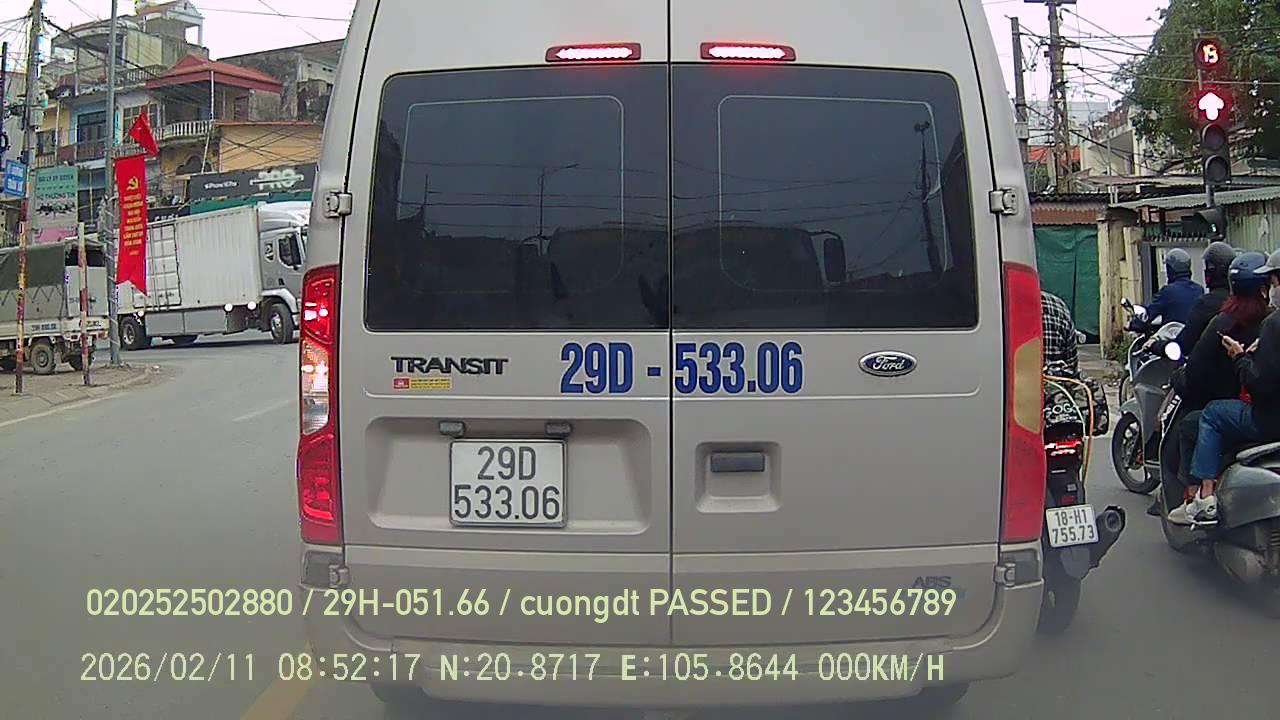 15
TRANSIT
29D - 533.06
Ford
29D
533.06
18-H1
755.73
ABS
020252502880 / 29H-051.66 / cuongdt PASSED / 123456789
2026/02/11 08:52:17 N:20.8717 E:105.8644 000KM/H